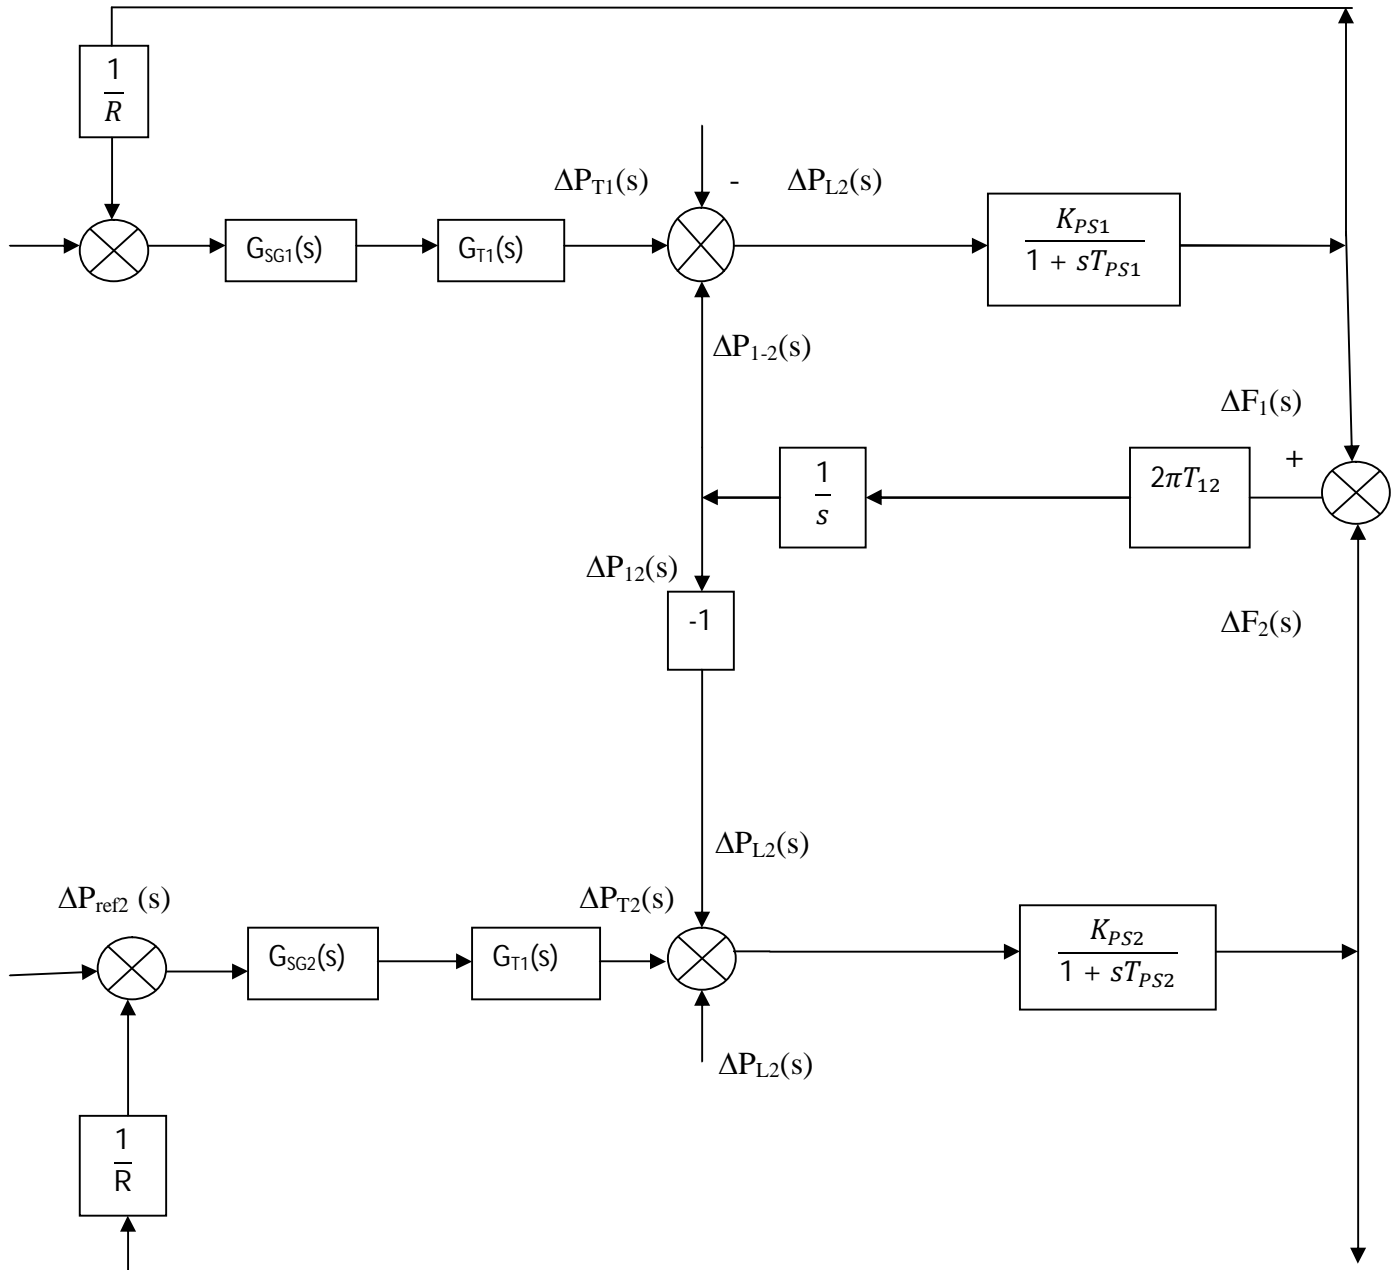 1
R
ΔP_T1(s)
-
ΔP_L2(s)
G_SG1(s)
G_T1(s)
K_PS1
1 + sT_PS1
ΔP_1-2(s)
ΔF_1(s)
+
1
s
2πT_12
ΔP_12(s)
-1
ΔF_2(s)
ΔP_L2(s)
ΔP_ref2 (s)
ΔP_T2(s)
G_SG2(s)
G_T1(s)
K_PS2
1 + sT_PS2
ΔP_L2(s)
1
R